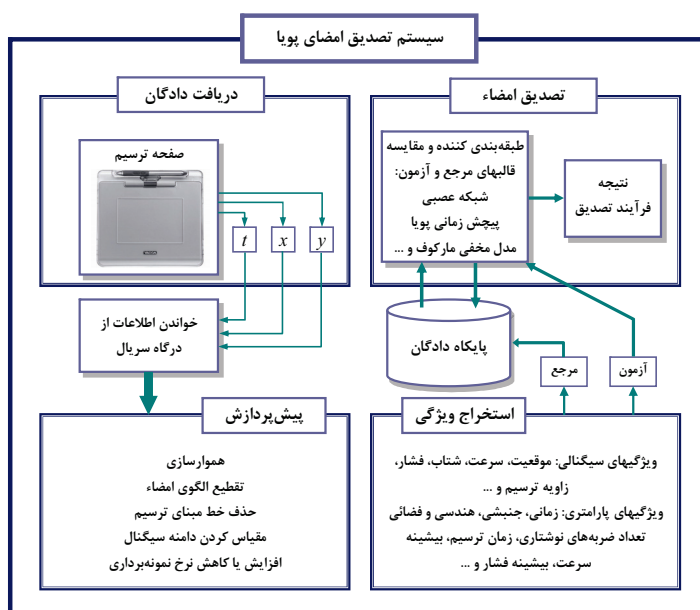 سیستم تصدیق امضای پویا
دریافت دادگان
صفحه ترسیم
t
x
y
خواندن اطلاعات از
درگاه سریال
پیش‌پردازش
هموارسازی
تقطیع الگوی امضاء
حذف خط مبنای ترسیم
مقیاس کردن دامنه سیگنال
افزایش یا کاهش نرخ نمونه‌برداری
تصدیق امضاء
طبقه‌بندی کننده و مقایسه
قالبهای مرجع و آزمون:
شبکه عصبی
پیچش زمانی پویا
مدل مخفی مارکوف و ...
نتیجه
فرآیند تصدیق
پایکاه دادگان
مرجع
آزمون
استخراج ویژگی
ویژگیهای سیگنالی: موقعیت، سرعت، شتاب، فشار،
زاویه ترسیم و ...
ویژگیهای پارامتری: زمانی، جنبشی، هندسی و فضائی
تعداد ضربه‌های نوشتاری، زمان ترسیم، بیشینه
سرعت، بیشینه فشار و ...